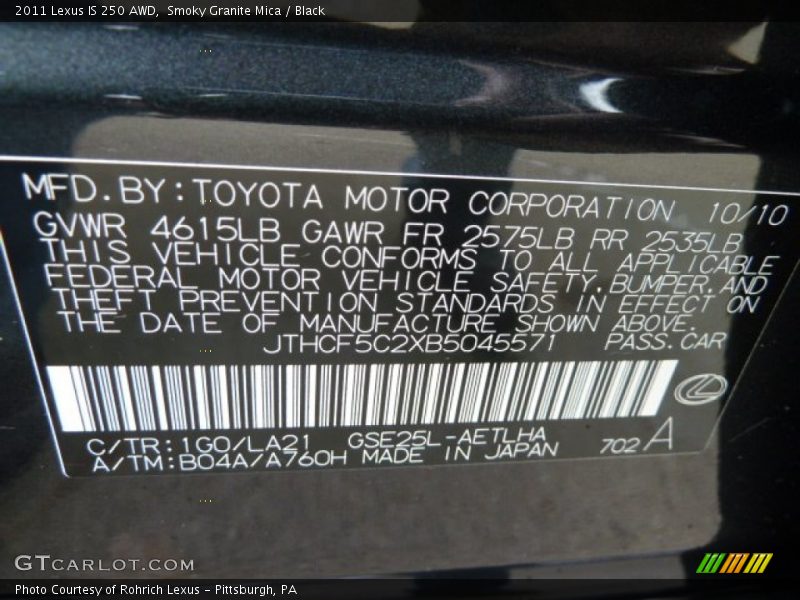 2011 Lexus IS 250 AWD, Smoky Granite Mica / Black
MFD. BY: TOYOTA MOTOR CORPORATION 10/10
GVWR 4615LB GAWR FR 2575LB RR 2535LB
THIS VEHICLE CONFORMS TO ALL APPLICABLE
FEDERAL MOTOR VEHICLE SAFETY, BUMPER, AND
THEFT PREVENTION STANDARDS IN EFFECT ON
THE DATE OF MANUFACTURE SHOWN ABOVE.
JTHCF5C2XB5045571 PASS. CAR
C/TR: 1G0/LA21 GSE25L-AETLHA
A/TM: B04A/A760H MADE IN JAPAN 702 A
GTCARLOT.COM
Photo Courtesy of Rohrich Lexus - Pittsburgh, PA